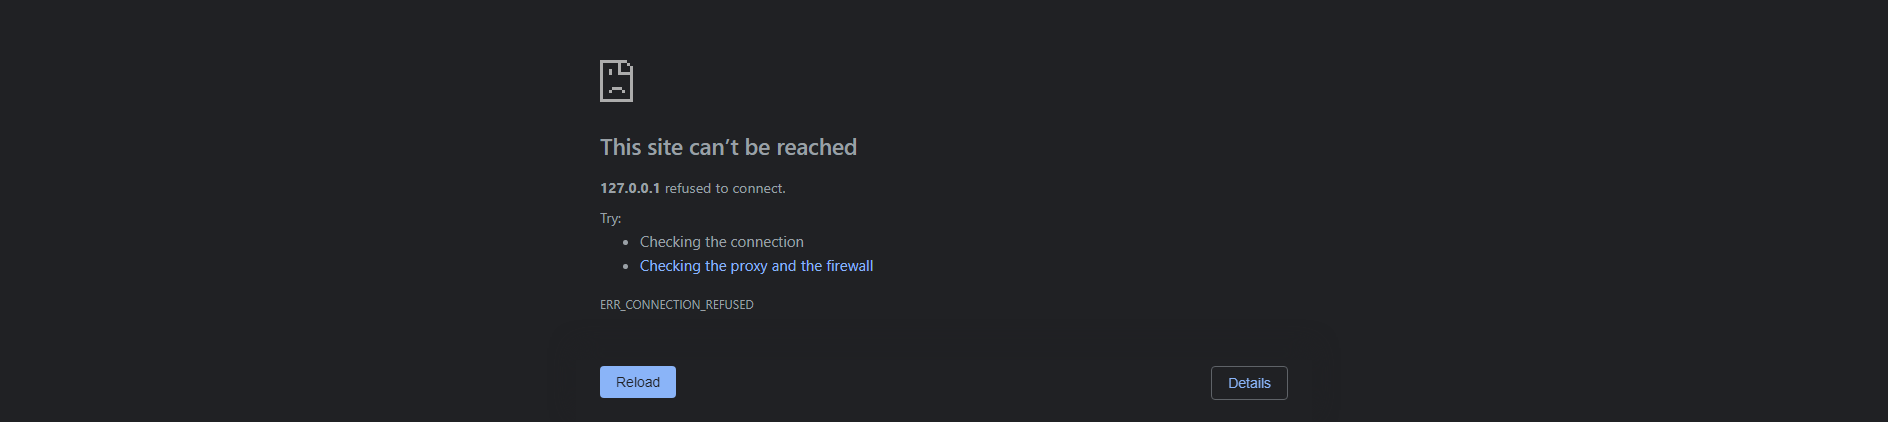 This site can’t be reached
127.0.0.1 refused to connect.
Try:
Checking the connection
Checking the proxy and the firewall
ERR_CONNECTION_REFUSED
Reload
Details